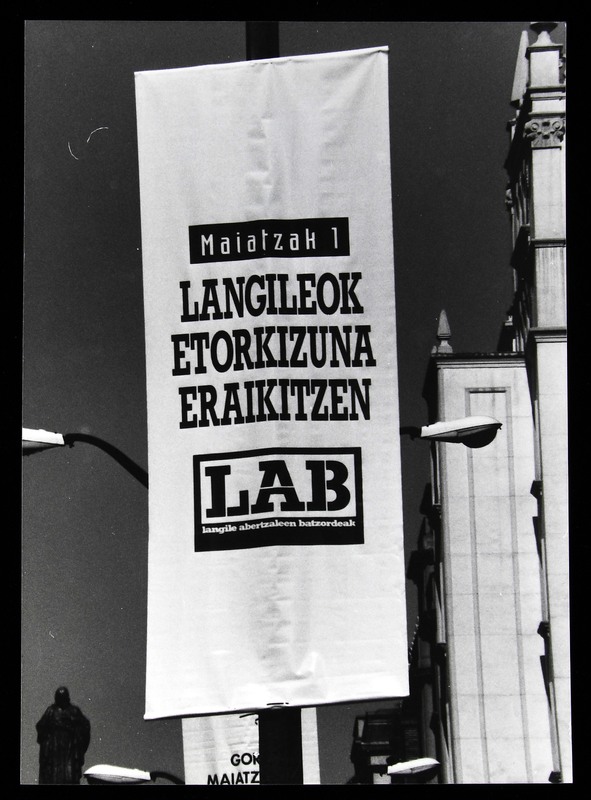 Maiatzak 1
LANGILEOK
ETORKIZUNA
ERAIKITZEN
LAB
langile abertzaleen batzordeak